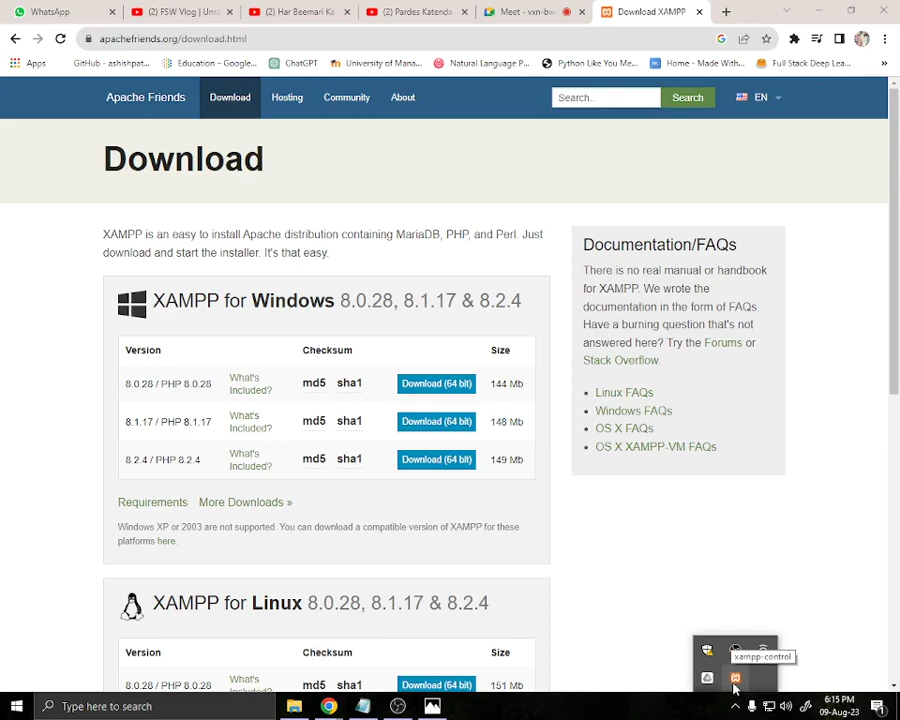 WhatsApp
(2) FSW Vlog | Unra
(2) Har Beemari Ka
(2) Pardes Katenda
Meet - vxn-bw
Download XAMPP
apachefriends.org/download.html
Apps
GitHub - ashishpat...
Education – Google...
ChatGPT
University of Mana...
Natural Language P...
Python Like You Me...
Home - Made With...
Full Stack Deep Lea...
Apache Friends
Download
Hosting
Community
About
Search..
Search
EN
Download
XAMPP is an easy to install Apache distribution containing MariaDB, PHP, and Perl. Just
download and start the installer. It's that easy.
XAMPP for Windows 8.0.28, 8.1.17 & 8.2.4
Version Checksum Size
8.0.28 / PHP 8.0.28 What's Included? md5 sha1 Download (64 bit) 144 Mb
8.1.17 / PHP 8.1.17 What's Included? md5 sha1 Download (64 bit) 148 Mb
8.2.4 / PHP 8.2.4 What's Included? md5 sha1 Download (64 bit) 149 Mb
Requirements More Downloads »
Windows XP or 2003 are not supported. You can download a compatible version of XAMPP for these
platforms here.
XAMPP for Linux 8.0.28, 8.1.17 & 8.2.4
Version Checksum Size
8.0.28 / PHP 8.0.28 What's md5 sha1 Download (64 bit) 151 Mb
Documentation/FAQs
There is no real manual or handbook
for XAMPP. We wrote the
documentation in the form of FAQs.
Have a burning question that's not
answered here? Try the Forums or
Stack Overflow.
Linux FAQs
Windows FAQs
OS X FAQs
OS X XAMPP-VM FAQs
xampp-control
Type here to search
6:15 PM
09-Aug-23